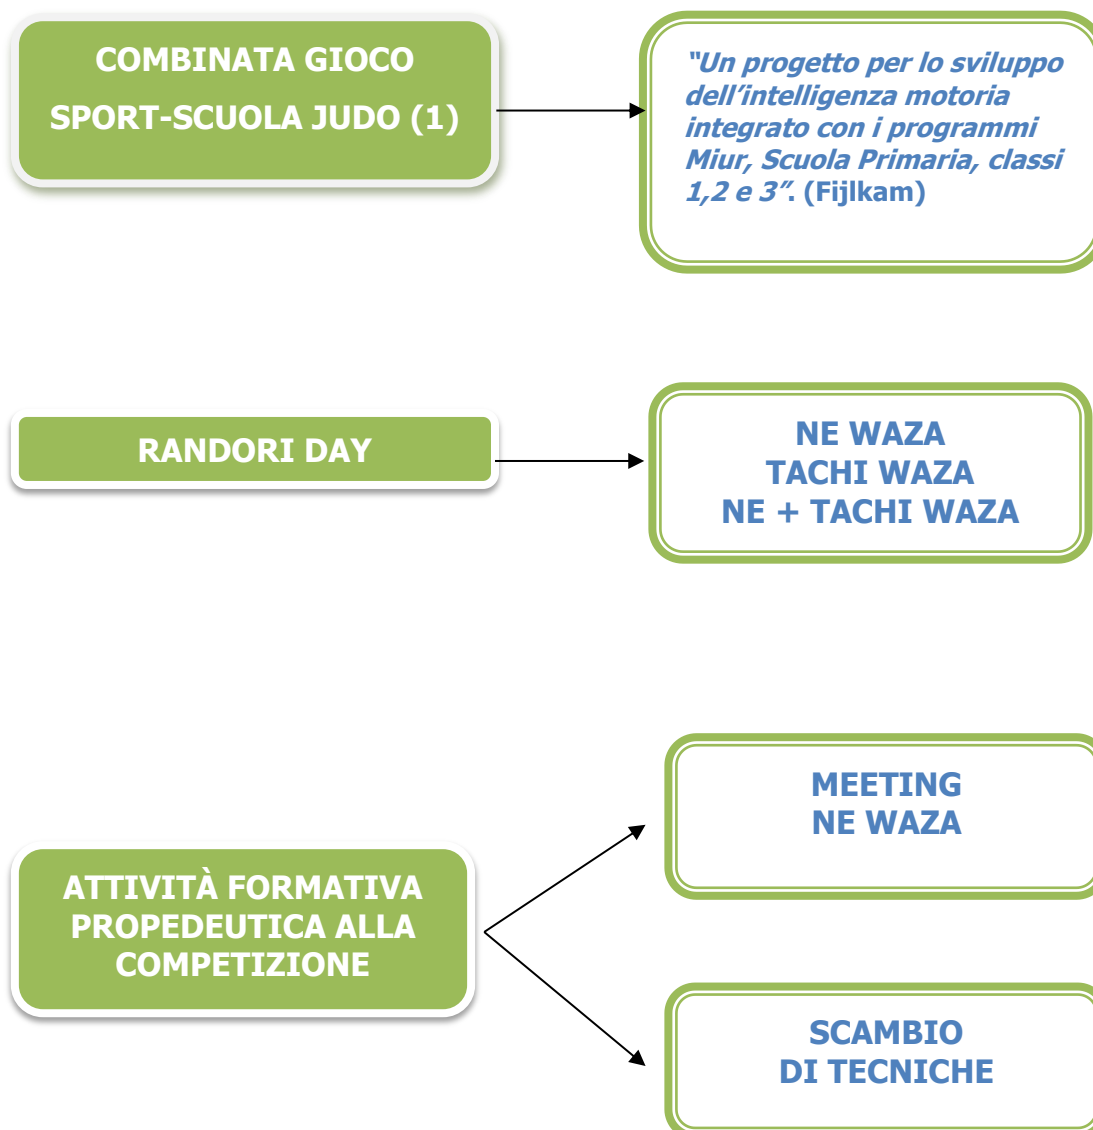 COMBINATA GIOCO
SPORT-SCUOLA JUDO (1)
"Un progetto per lo sviluppo
dell’intelligenza motoria
integrato con i programmi
Miur, Scuola Primaria, classi
1,2 e 3”. (Fijlkam)
RANDORI DAY
NE WAZA
TACHI WAZA
NE + TACHI WAZA
ATTIVITÀ FORMATIVA
PROPEDEUTICA ALLA
COMPETIZIONE
MEETING
NE WAZA
SCAMBIO
DI TECNICHE